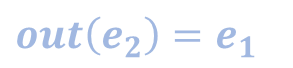 out(e₂) = e₁